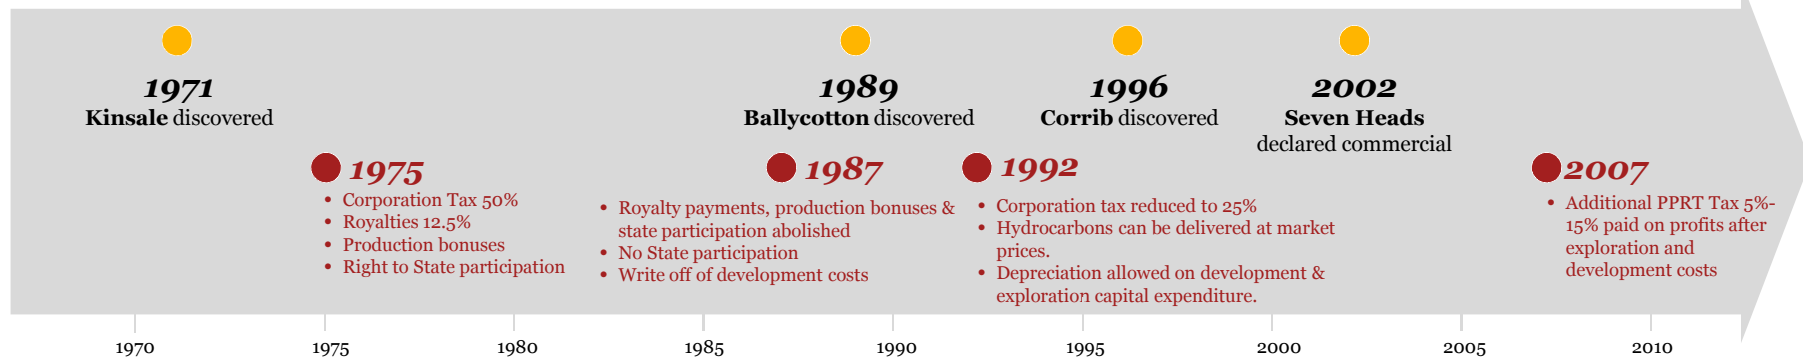 1971
Kinsale discovered
1989
Ballycotton discovered
1996
Corrib discovered
2002
Seven Heads
declared commercial
1975
• Corporation Tax 50%
• Royalties 12.5%
• Production bonuses
• Right to State participation
1987
• Royalty payments, production bonuses &
state participation abolished
• No State participation
• Write off of development costs
1992
• Corporation tax reduced to 25%
• Hydrocarbons can be delivered at market
prices.
• Depreciation allowed on development &
exploration capital expenditure.
2007
• Additional PPRT Tax 5%-
15% paid on profits after
exploration and
development costs
1970
1975
1980
1985
1990
1995
2000
2005
2010